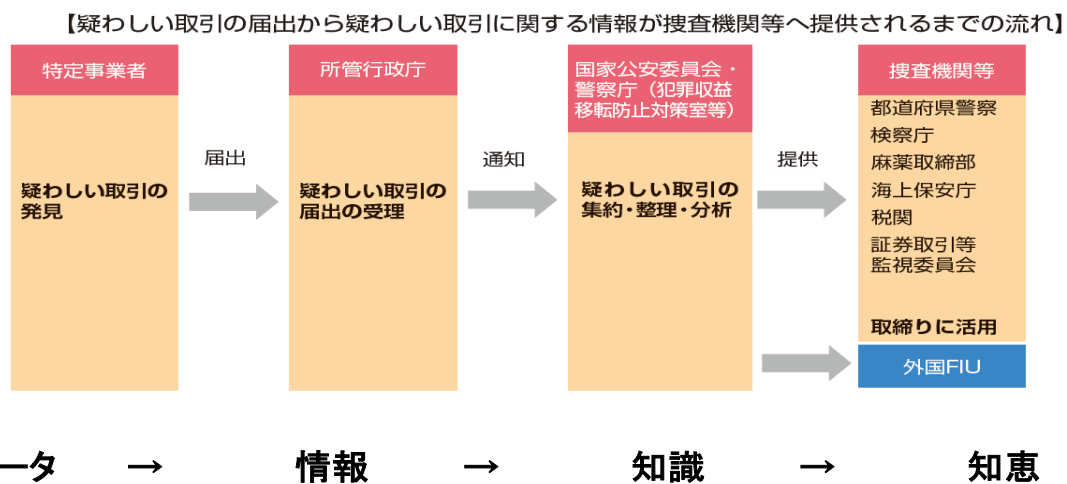 【疑わしい取引の届出から疑わしい取引に関する情報が捜査機関等へ提供されるまでの流れ】
特定事業者
疑わしい取引の
発見
届出
所管行政庁
疑わしい取引の
届出の受理
通知
国家公安委員会・
警察庁（犯罪収益
移転防止対策室等）
疑わしい取引の
集約・整理・分析
提供
捜査機関等
都道府県警察
検察庁
麻薬取締部
海上保安庁
税関
証券取引等
監視委員会
取締りに活用
外国FIU
ータ → 情報 → 知識 → 知恵